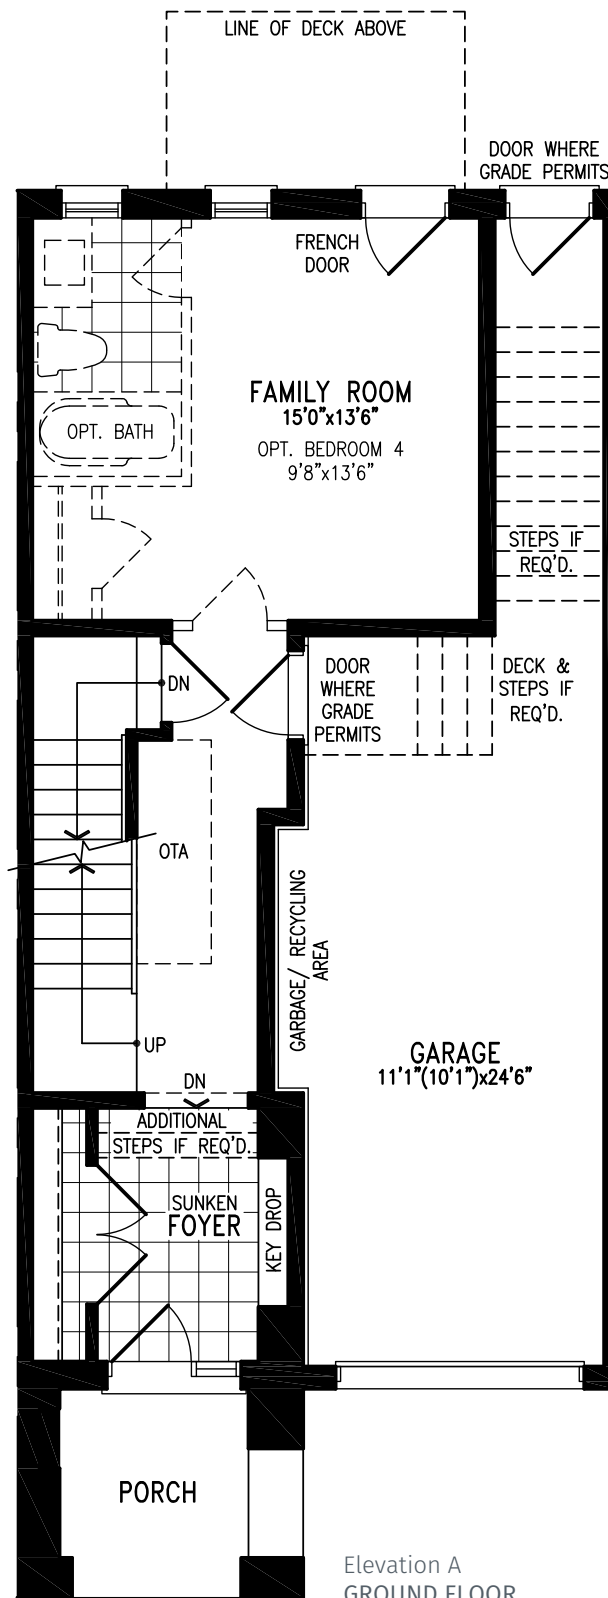 LINE OF DECK ABOVE
DOOR WHERE
GRADE PERMITS
FRENCH
DOOR
FAMILY ROOM
15'0"x13'6"
OPT. BEDROOM 4
9'8"x13'6"
OPT. BATH
STEPS IF
REQ'D.
DN
DOOR
WHERE
GRADE
PERMITS
DECK &
STEPS IF
REQ'D.
OTA
GARBAGE/ RECYCLING
AREA
UP
GARAGE
11'1"(10'1")x24'6"
DN
ADDITIONAL
STEPS IF REQ'D.
SUNKEN
FOYER
KEY DROP
PORCH
Elevation A
GROUND FLOOR